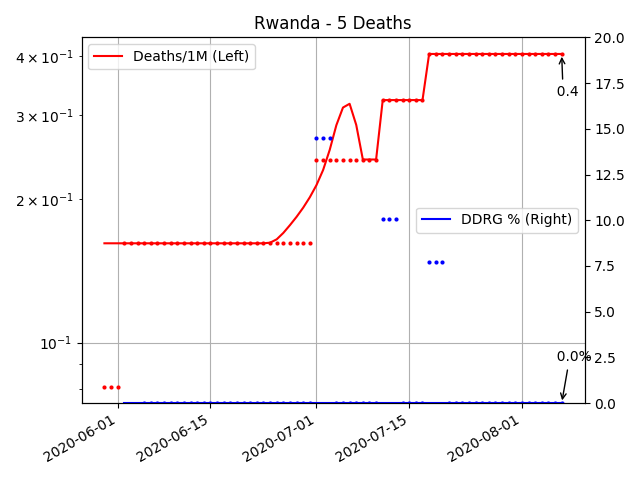 Rwanda - 5 Deaths
Deaths/1M (Left)
DDRG % (Right)
0.4
0.0%
4 × 10⁻¹
3 × 10⁻¹
2 × 10⁻¹
10⁻¹
20.0
17.5
15.0
12.5
10.0
7.5
5.0
2.5
0.0
2020-06-01
2020-06-15
2020-07-01
2020-07-15
2020-08-01